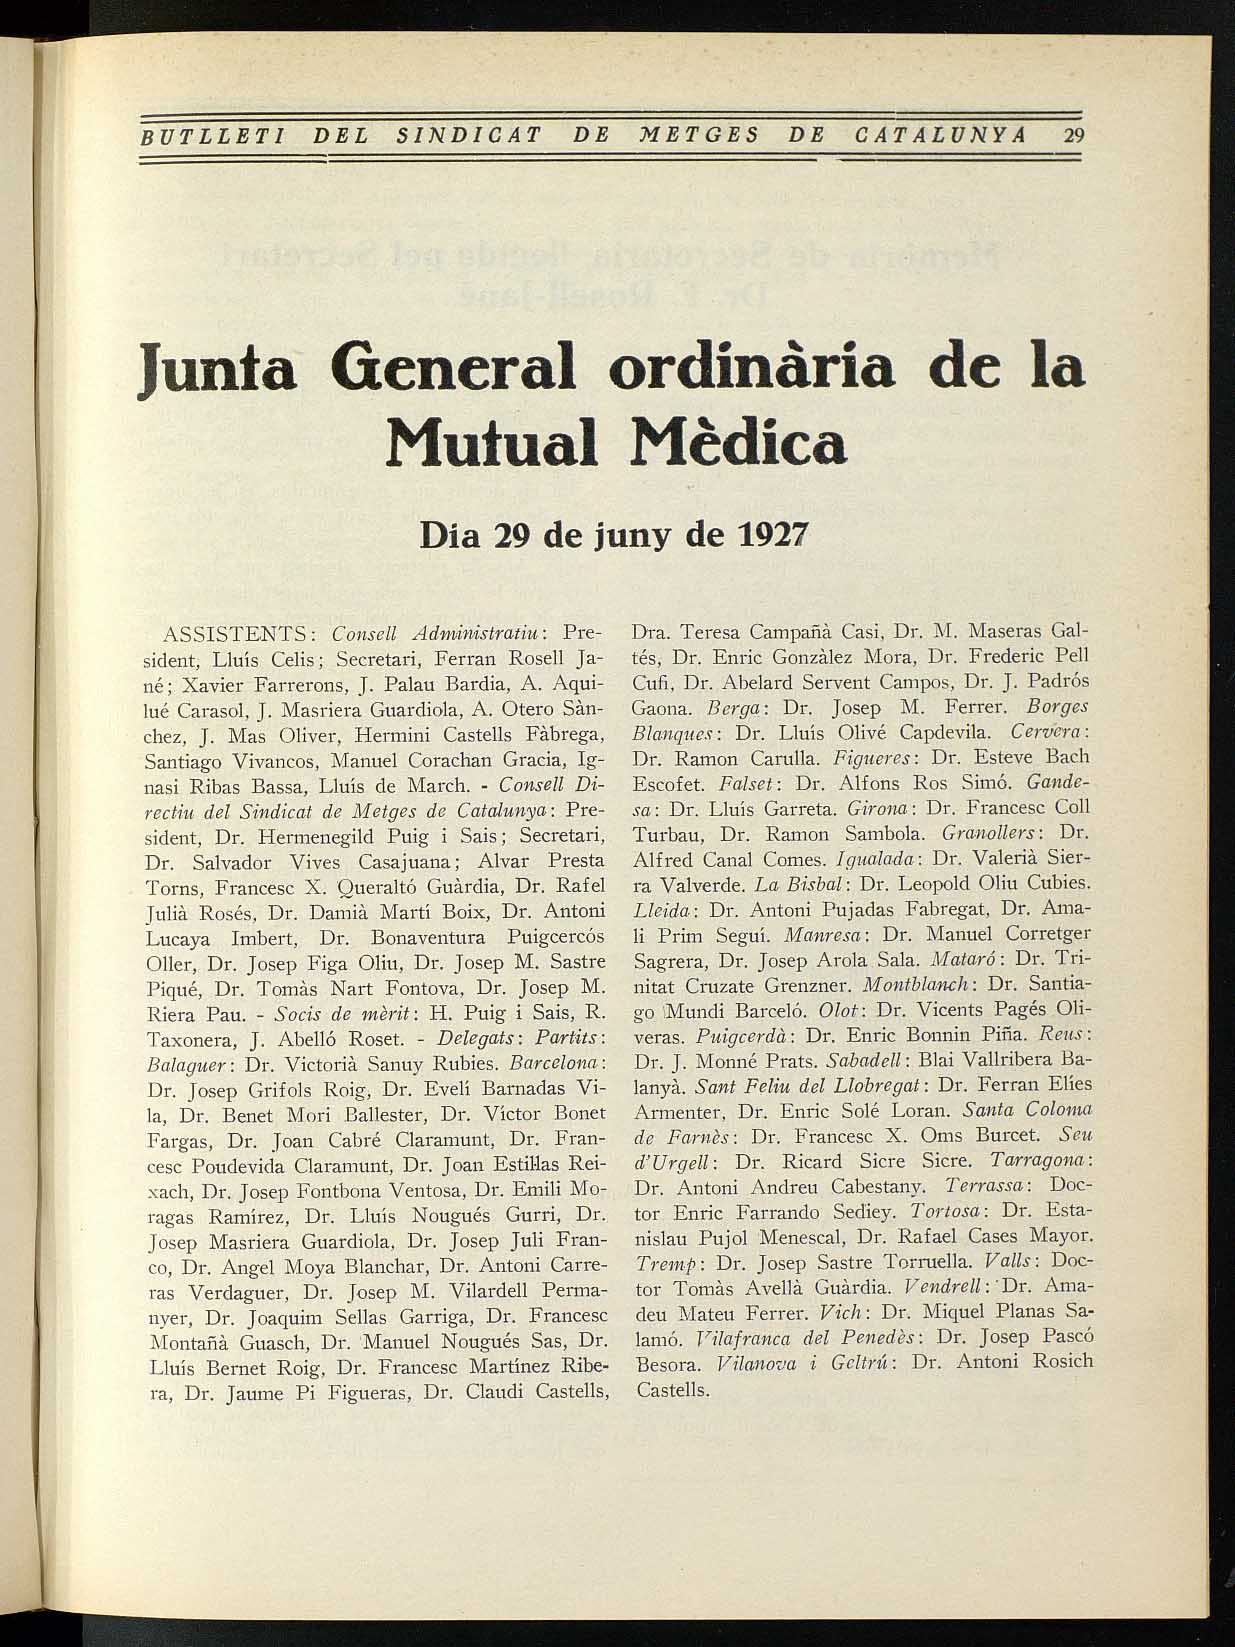 BUTLLETI DEL SINDICAT DE METGES DE CATALUNYA 29
Junta General ordinària de la
Mutual Mèdica
Dia 29 de juny de 1927
ASSISTENTS: Consell Administratiu: Pre-
sident, Lluís Celis; Secretari, Ferran Rosell Ja-
né; Xavier Farrerons, J. Palau Bardia, A. Aqui-
lué Carasol, J. Masriera Guardiola, A. Otero Sàn-
chez, J. Mas Oliver, Hermini Castells Fàbrega,
Santiago Vivancos, Manuel Corachan Gracia, Ig-
nasi Ribas Bassa, Lluís de March. - Consell Di-
rectiu del Sindicat de Metges de Catalunya: Pre-
sident, Dr. Hermenegild Puig i Sais; Secretari,
Dr. Salvador Vives Casajuana; Alvar Presta
Torns, Francesc X. Queraltó Guàrdia, Dr. Rafel
Julià Rosés, Dr. Damià Martí Boix, Dr. Antoni
Lucaya Imbert, Dr. Bonaventura Puigcercós
Oller, Dr. Josep Figa Oliu, Dr. Josep M. Sastre
Piqué, Dr. Tomàs Nart Fontova, Dr. Josep M.
Riera Pau. - Socis de mèrit: H. Puig i Sais, R.
Taxonera, J. Abelló Roset. - Delegats: Partits:
Balaguer: Dr. Victorià Sanuy Rubies. Barcelona:
Dr. Josep Grifols Roig, Dr. Evelí Barnadas Vi-
la, Dr. Benet Mori Ballester, Dr. Víctor Bonet
Fargas, Dr. Joan Cabré Claramunt, Dr. Fran-
cesc Poudevida Claramunt, Dr. Joan Estil·las Rei-
xach, Dr. Josep Fontbona Ventosa, Dr. Emili Mo-
ragas Ramírez, Dr. Lluís Nougués Gurri, Dr.
Josep Masriera Guardiola, Dr. Josep Juli Fran-
co, Dr. Angel Moya Blanchar, Dr. Antoni Carre-
ras Verdaguer, Dr. Josep M. Vilardell Perma-
nyer, Dr. Joaquim Sellas Garriga, Dr. Francesc
Montañà Guasch, Dr. Manuel Nougués Sas, Dr.
Lluís Bernet Roig, Dr. Francesc Martínez Ribe-
ra, Dr. Jaume Pi Figueras, Dr. Claudi Castells,
Dra. Teresa Campañà Casi, Dr. M. Maseras Gal-
tés, Dr. Enric Gonzàlez Mora, Dr. Frederic Pell
Cufi, Dr. Abelard Servent Campos, Dr. J. Padrós
Gaona. Berga: Dr. Josep M. Ferrer. Borges
Blanques: Dr. Lluís Olivé Capdevila. Cervera:
Dr. Ramon Carulla. Figueres: Dr. Esteve Bach
Escofet. Falset: Dr. Alfons Ros Simó. Gande-
sa: Dr. Lluís Garreta. Girona: Dr. Francesc Coll
Turbau, Dr. Ramon Sambola. Granollers: Dr.
Alfred Canal Comes. Igualada: Dr. Valerià Sier-
ra Valverde. La Bisbal: Dr. Leopold Oliu Cubies.
Lleida: Dr. Antoni Pujadas Fabregat, Dr. Ama-
li Prim Seguí. Manresa: Dr. Manuel Corretger
Sagrera, Dr. Josep Arola Sala. Mataró: Dr. Tri-
nitat Cruzate Grenzner. Montblanch: Dr. Santia-
go Mundi Barceló. Olot: Dr. Vicents Pagés Oli-
veras. Puigcerdà: Dr. Enric Bonnin Piña. Reus:
Dr. J. Monné Prats. Sabadell: Blai Vallribera Ba-
lanyà. Sant Feliu del Llobregat: Dr. Ferran Elíes
Armenter, Dr. Enric Solé Loran. Santa Coloma
de Farnès: Dr. Francesc X. Oms Burcet. Seu
d'Urgell: Dr. Ricard Sicre Sicre. Tarragona:
Dr. Antoni Andreu Cabestany. Terrassa: Doc-
tor Enric Farrando Sediey. Tortosa: Dr. Esta-
nislau Pujol Menescal, Dr. Rafael Cases Mayor.
Tremp: Dr. Josep Sastre Torruella. Valls: Doc-
tor Tomàs Avellà Guàrdia. Vendrell: Dr. Ama-
deu Mateu Ferrer. Vich: Dr. Miquel Planas Sa-
lamó. Vilafranca del Penedès: Dr. Josep Pascó
Besora. Vilanova i Geltrú: Dr. Antoni Rosich
Castells.